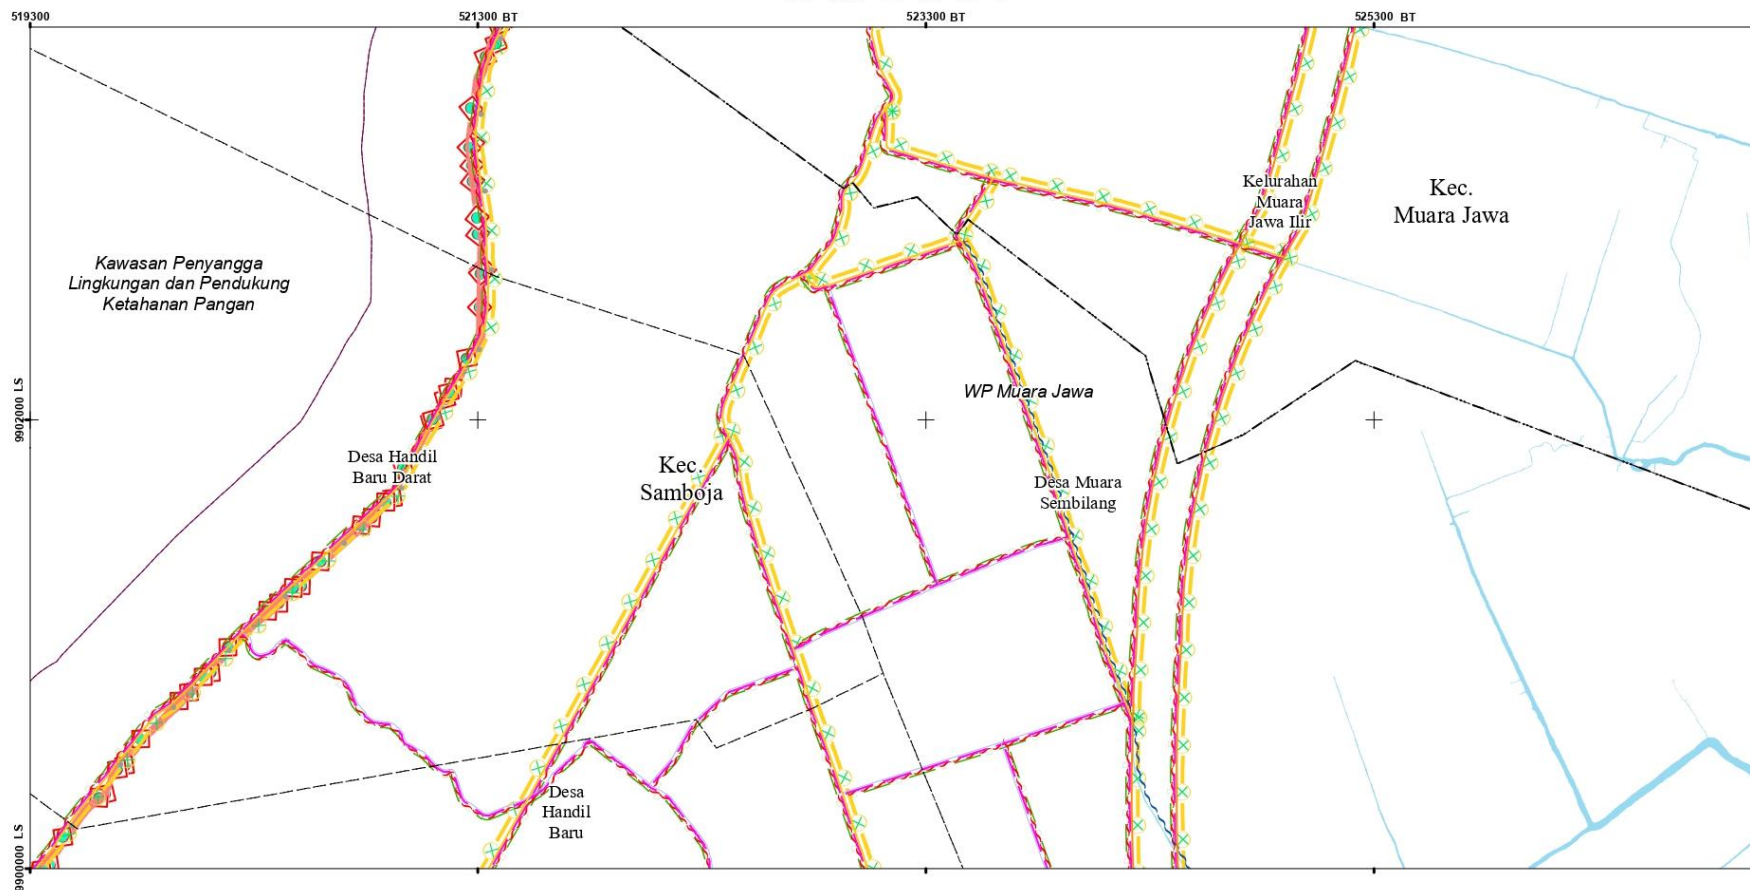 519300
521300 BT
523300 BT
525300 BT
Kelurahan
Muara
Jawa Ilir
Kec.
Muara Jawa
Kawasan Penyangga
Lingkungan dan Pendukung
Ketahanan Pangan
WP Muara Jawa
9902000 LS
Desa Handil
Baru Darat
Kec.
Samboja
Desa Muara
Sembilang
Desa
Handil
Baru
9900000 LS